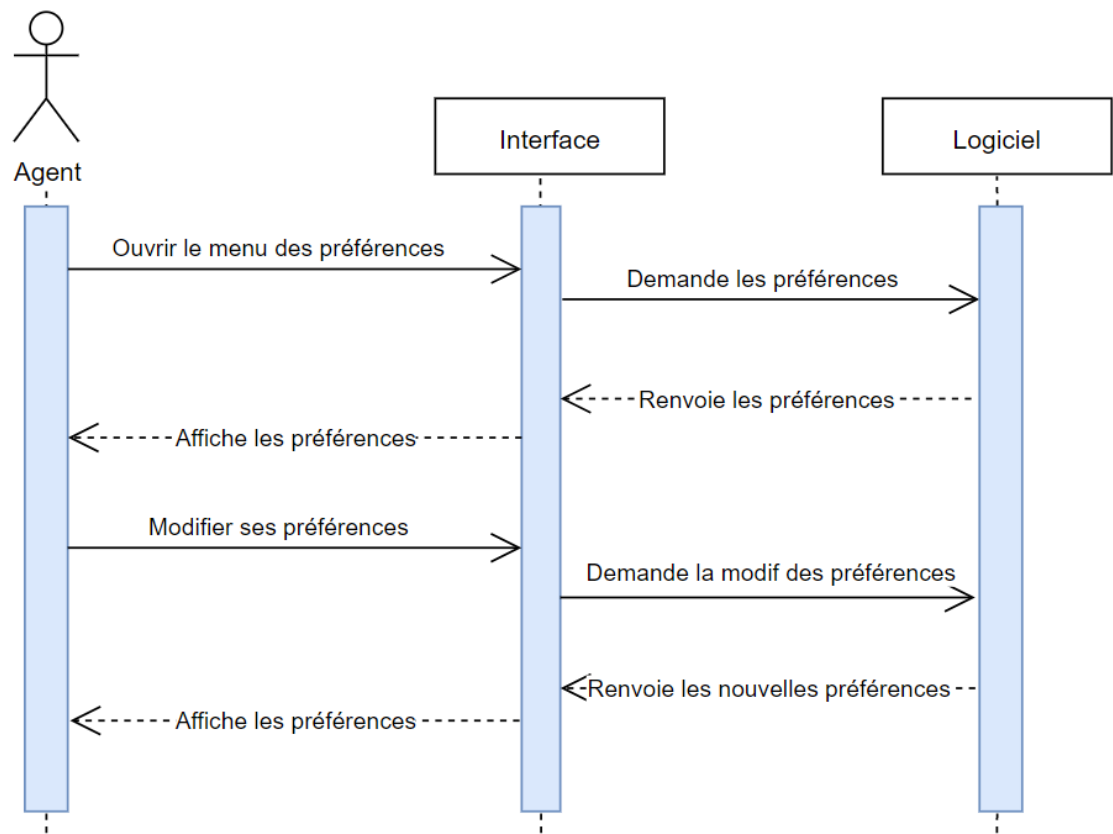 Agent
Interface
Logiciel
Ouvrir le menu des préférences
Demande les préférences
Renvoie les préférences
Affiche les préférences
Modifier ses préférences
Demande la modif des préférences
Renvoie les nouvelles préférences
Affiche les préférences